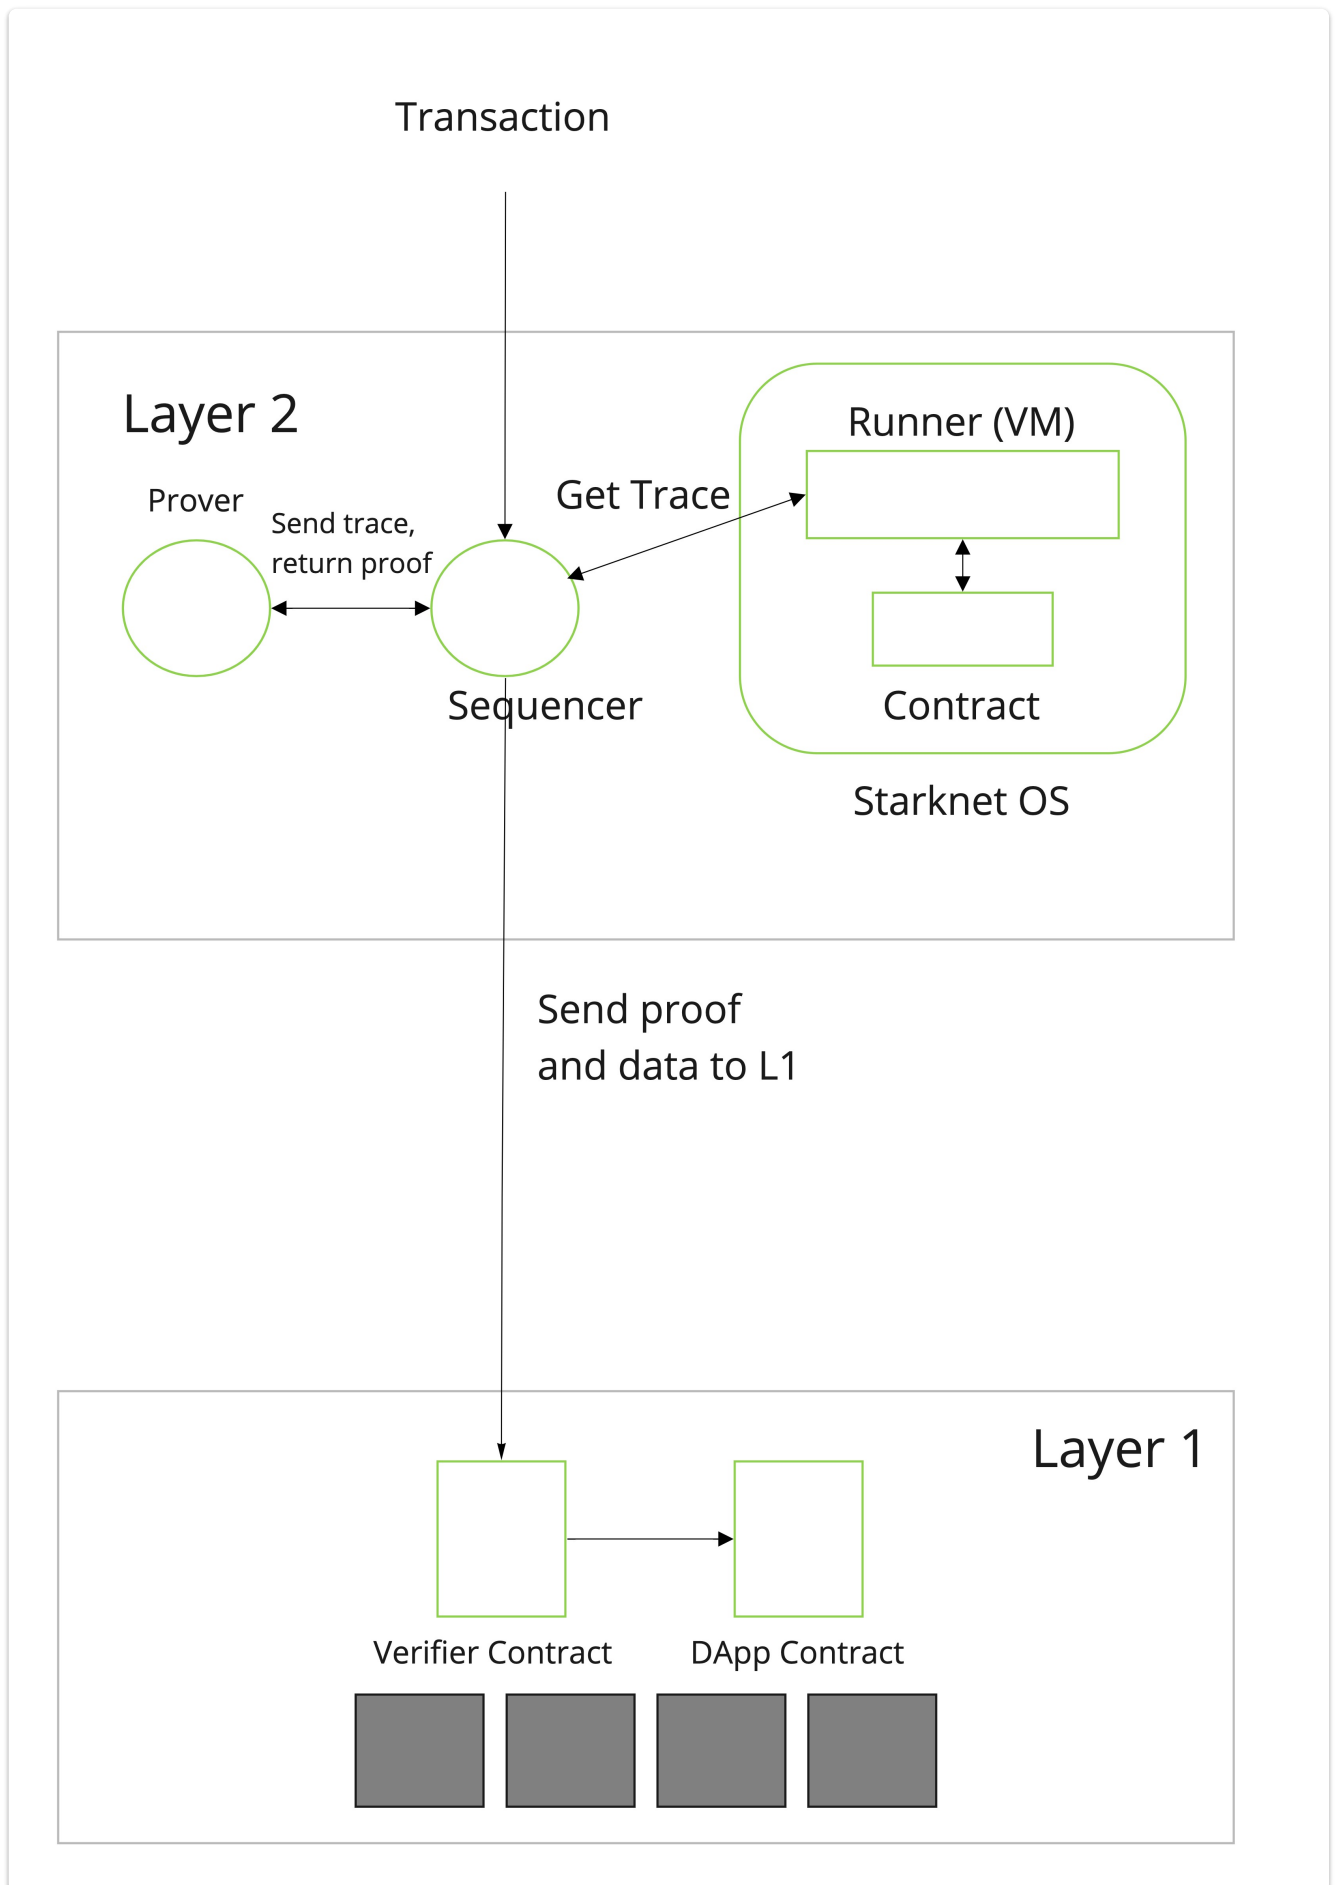 Transaction
Layer 2
Prover
Send trace,
return proof
Get Trace
Runner (VM)
Sequencer
Contract
Starknet OS
Send proof
and data to L1
Layer 1
Verifier Contract
DApp Contract